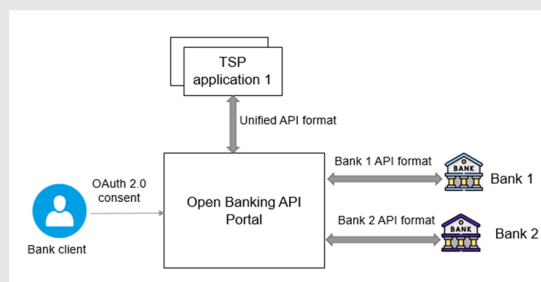 TSP
application 1
Unified API format
OAuth 2.0
consent
Bank client
Open Banking API
Portal
Bank 1 API format
BANK
Bank 1
Bank 2 API format
BANK
Bank 2